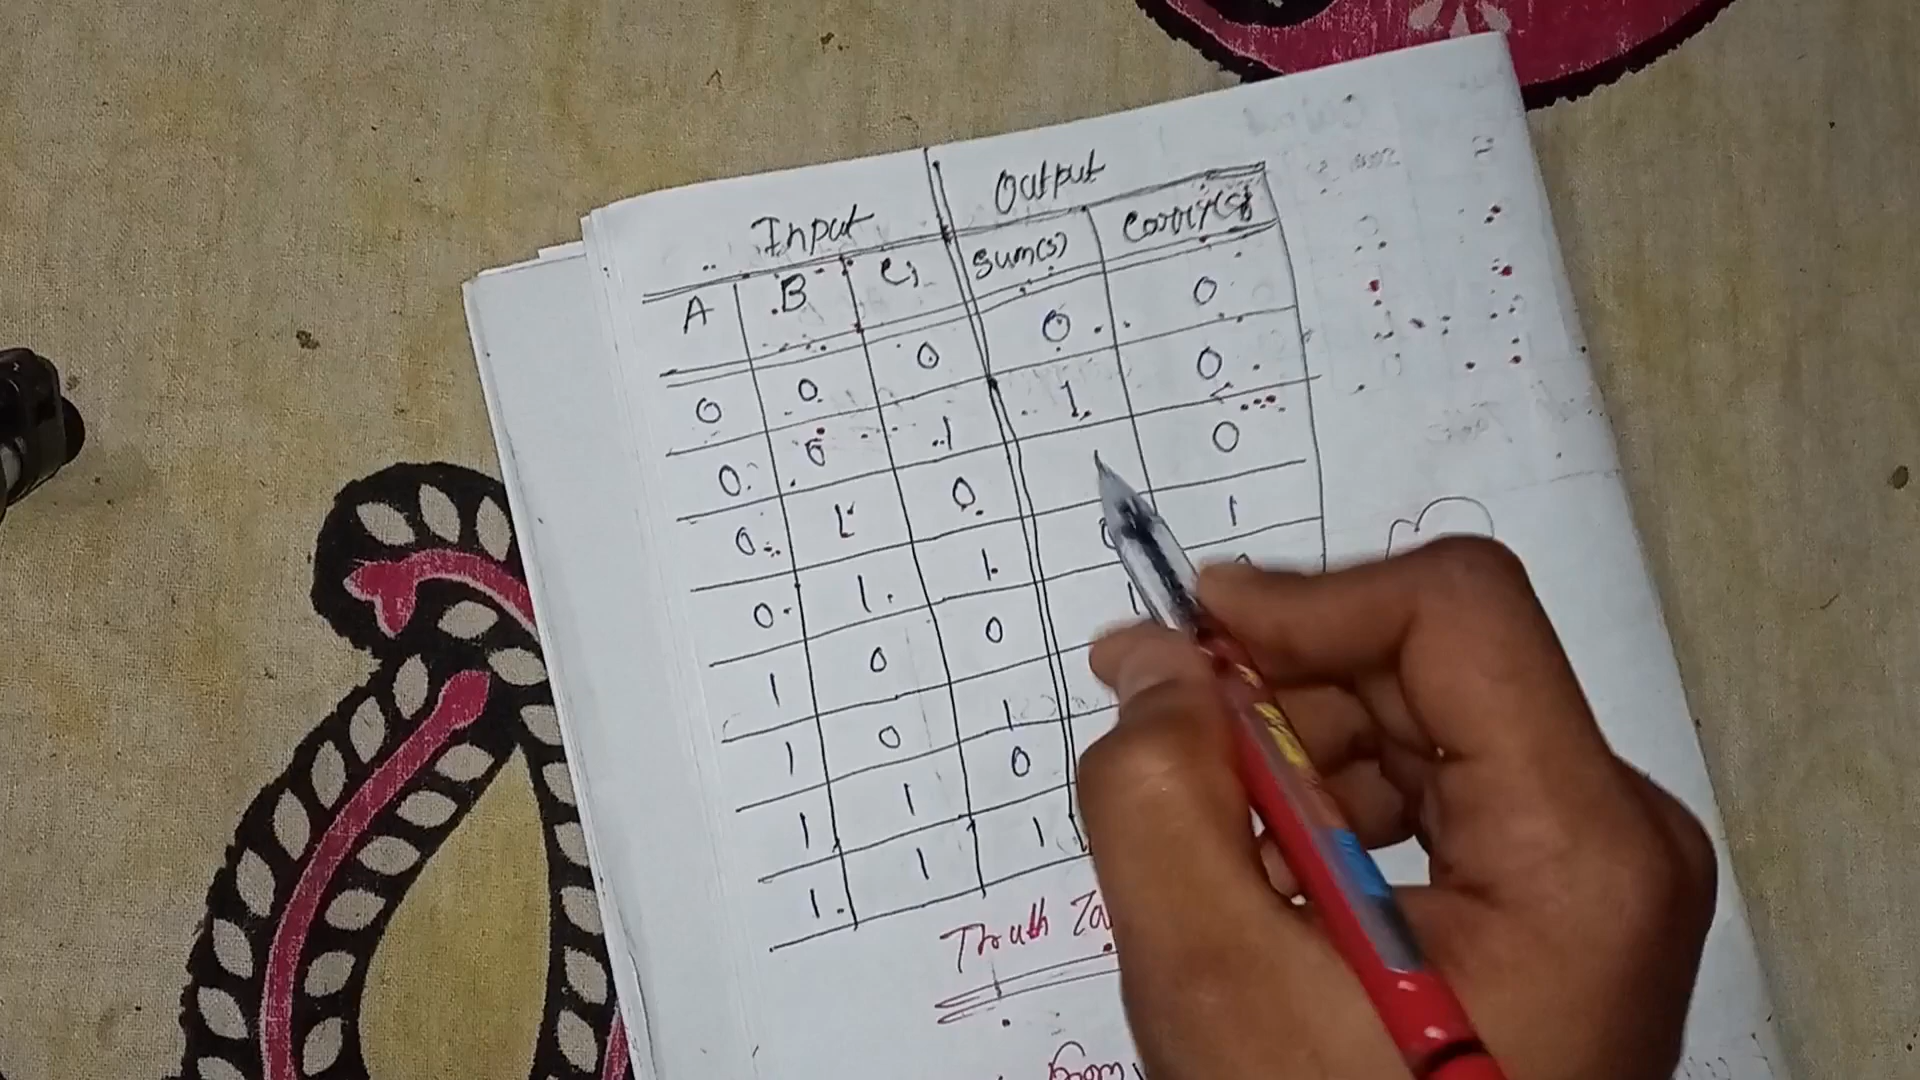 Input Output
A B Ci Sum(s) Carry(C)
0 0 0 0 0
0 0 1 1 0
0 1 0 1 0
0 1 1 0 1
1 0 0 1
1 0 1
1 1 0
1 1 1
Truth Ta
From